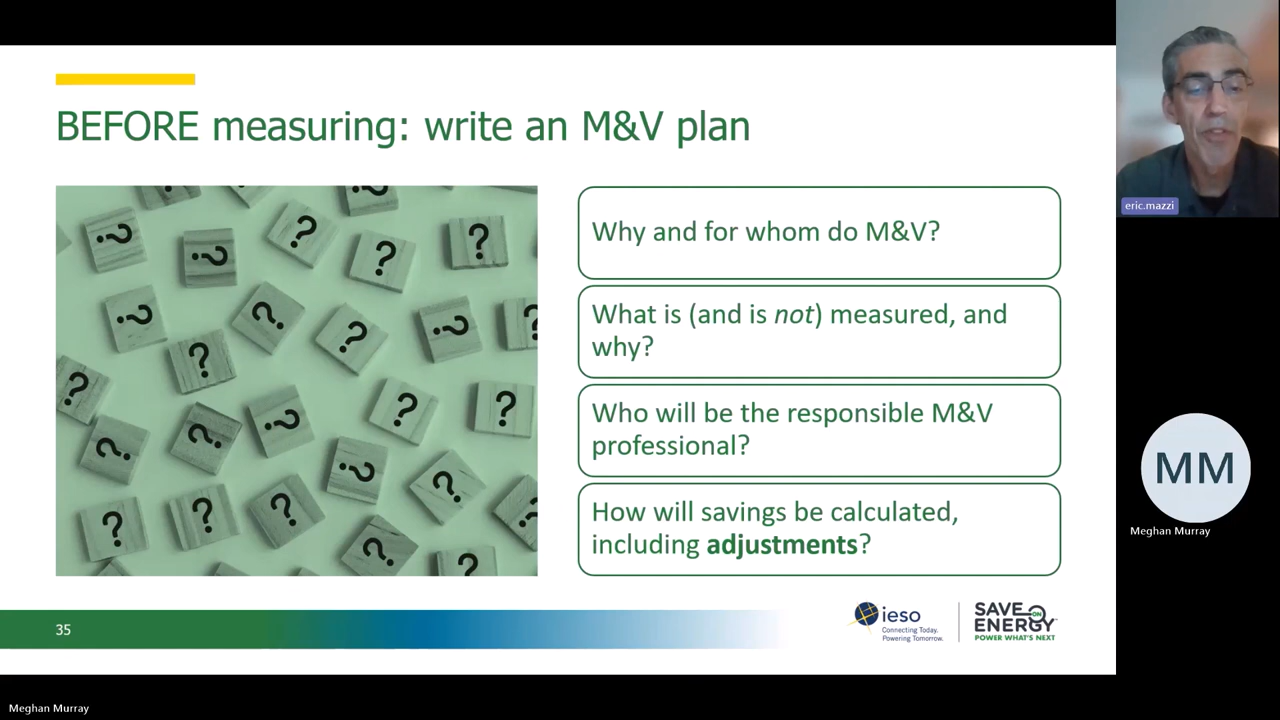 BEFORE measuring: write an M&V plan
Why and for whom do M&V?
What is (and is not) measured, and
why?
Who will be the responsible M&V
professional?
How will savings be calculated,
including adjustments?
35
ieso
Connecting Today.
Powering Tomorrow.
SAVE ON
ENERGY
POWER WHAT'S NEXT
eric.mazzi
MM
Meghan Murray
Meghan Murray